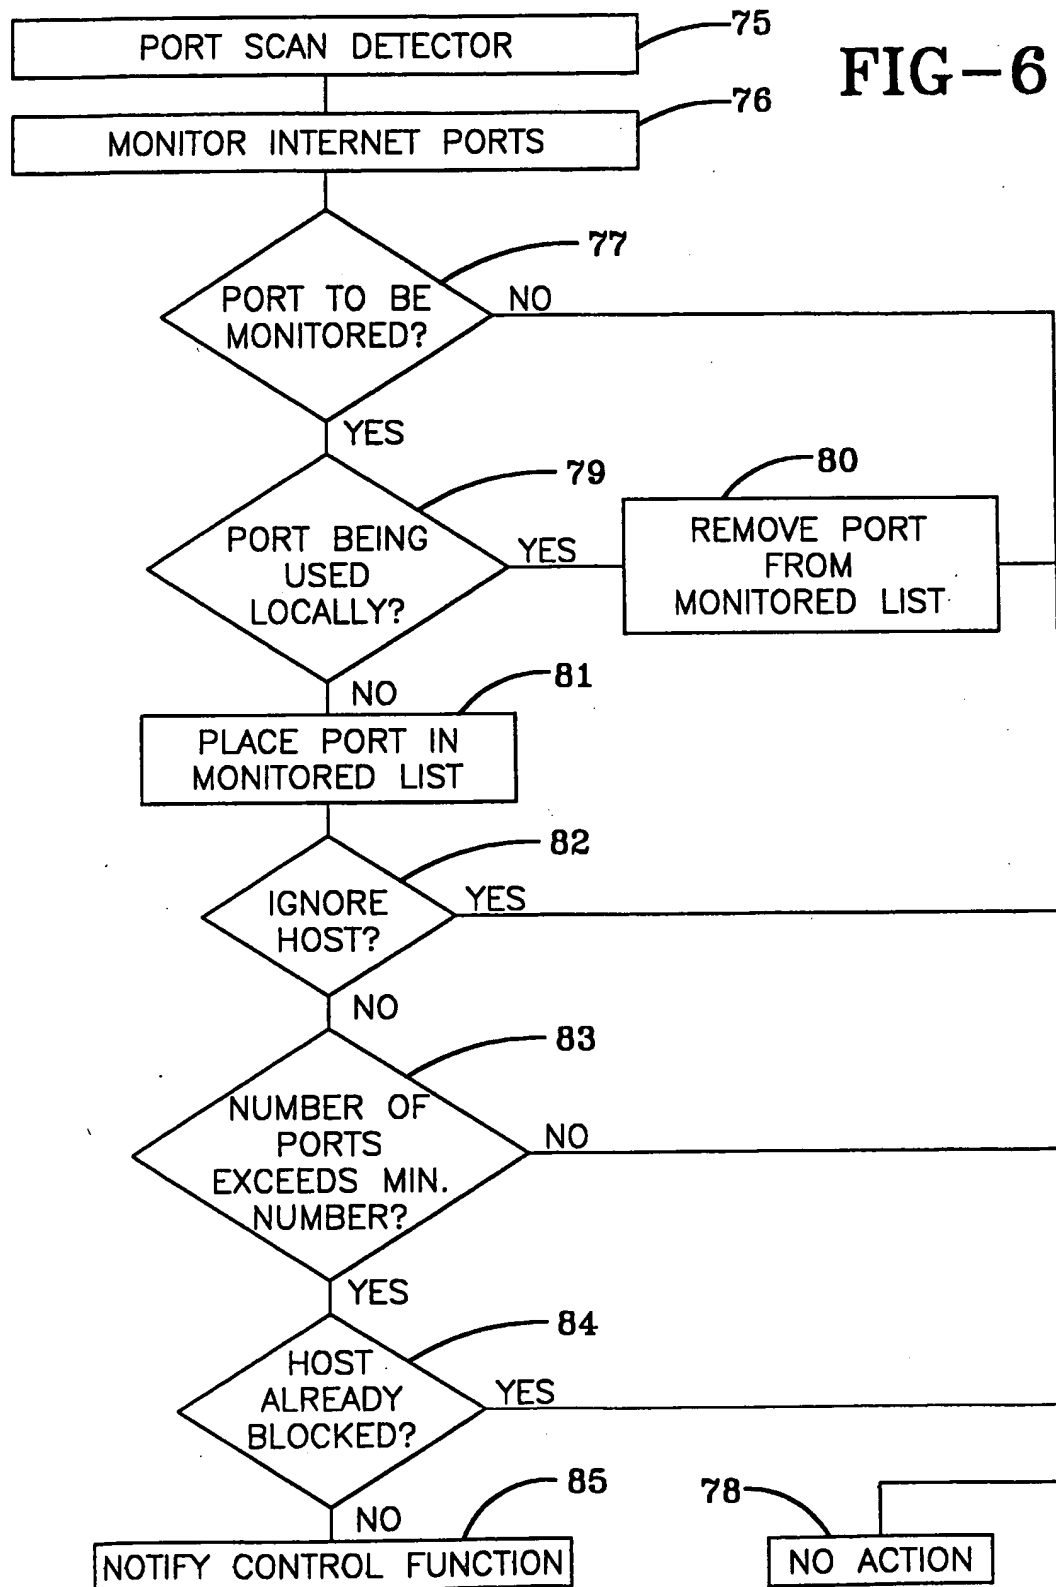 PORT SCAN DETECTOR
75
FIG-6
MONITOR INTERNET PORTS
76
PORT TO BE
MONITORED?
77
NO
YES
PORT BEING
USED
LOCALLY?
79
YES
80
REMOVE PORT
FROM
MONITORED LIST
NO
81
PLACE PORT IN
MONITORED LIST
82
IGNORE
HOST?
YES
NO
83
NUMBER OF
PORTS
EXCEEDS MIN.
NUMBER?
NO
YES
84
HOST
ALREADY
BLOCKED?
YES
NO
85
NOTIFY CONTROL FUNCTION
78
NO ACTION